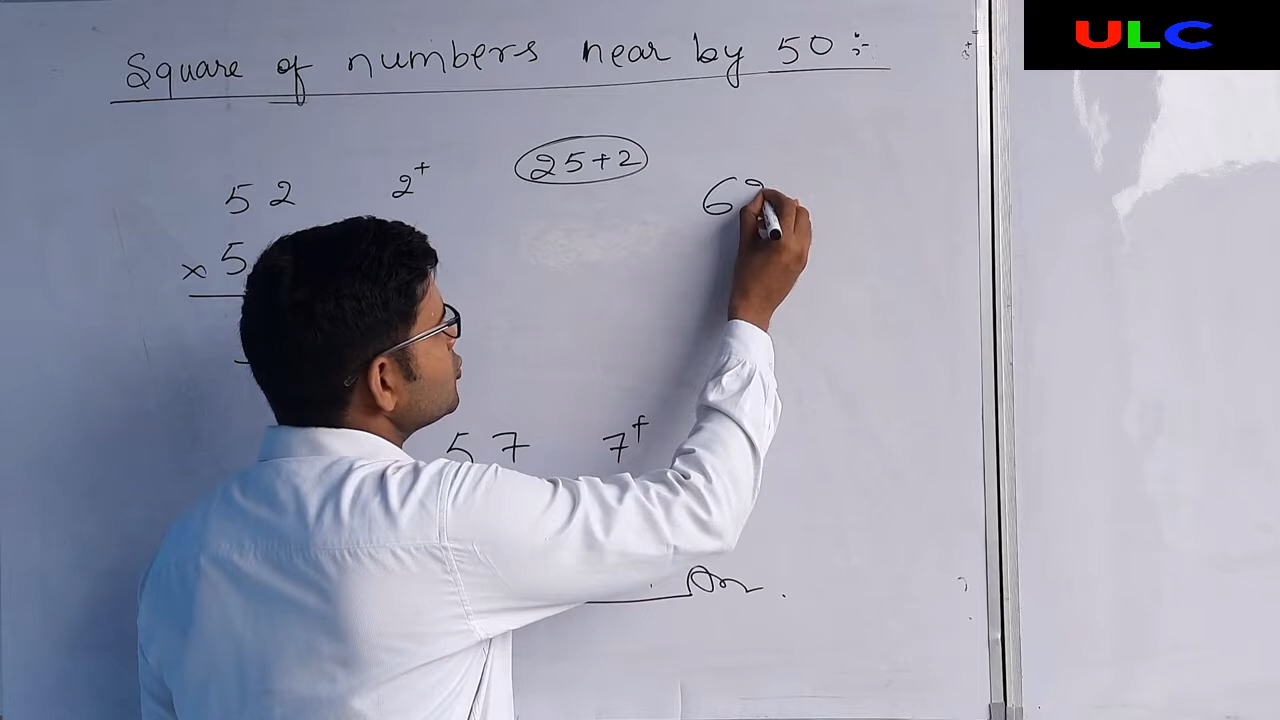 ULC
Square of numbers near by 50 :-
52 2+ 25+2
× 5
6
57 7+